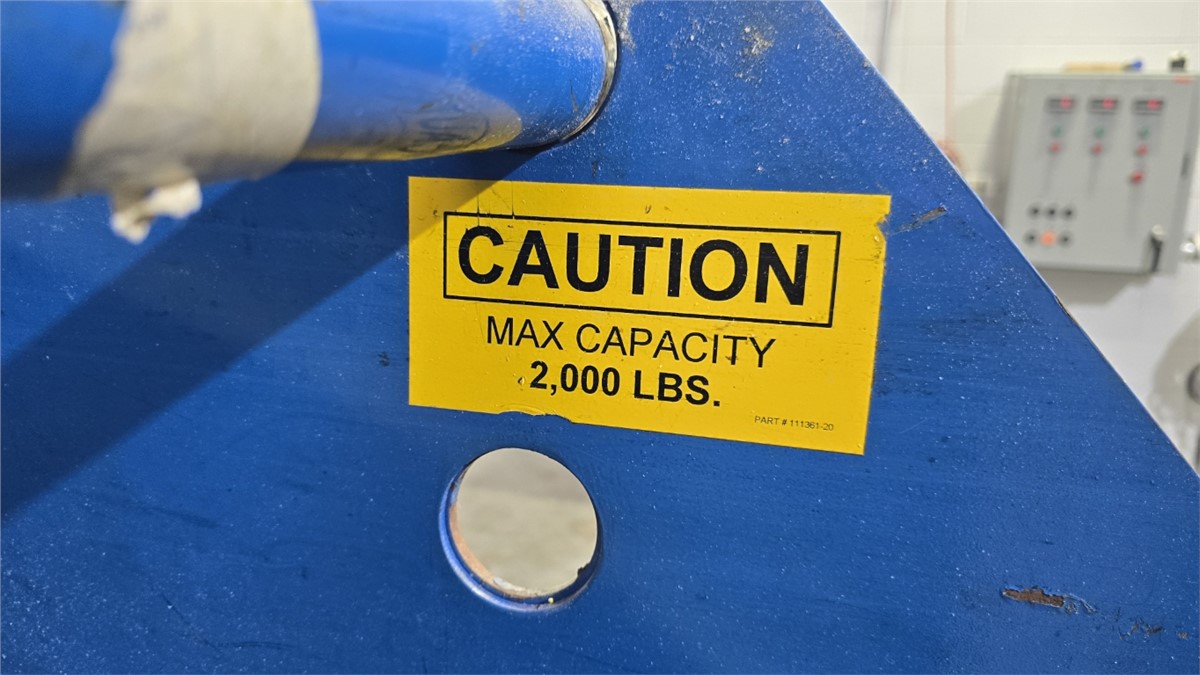 CAUTION
MAX CAPACITY
2,000 LBS.
PART # 111361-20